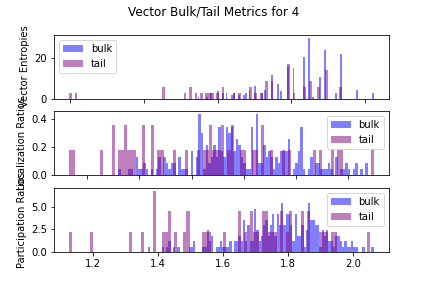 Vector Bulk/Tail Metrics for 4
Vector Entropies
20
0
bulk
tail
Localization Ratios
0.4
0.2
0.0
bulk
tail
Participation Ratios
5.0
2.5
0.0
bulk
tail
1.2 1.4 1.6 1.8 2.0